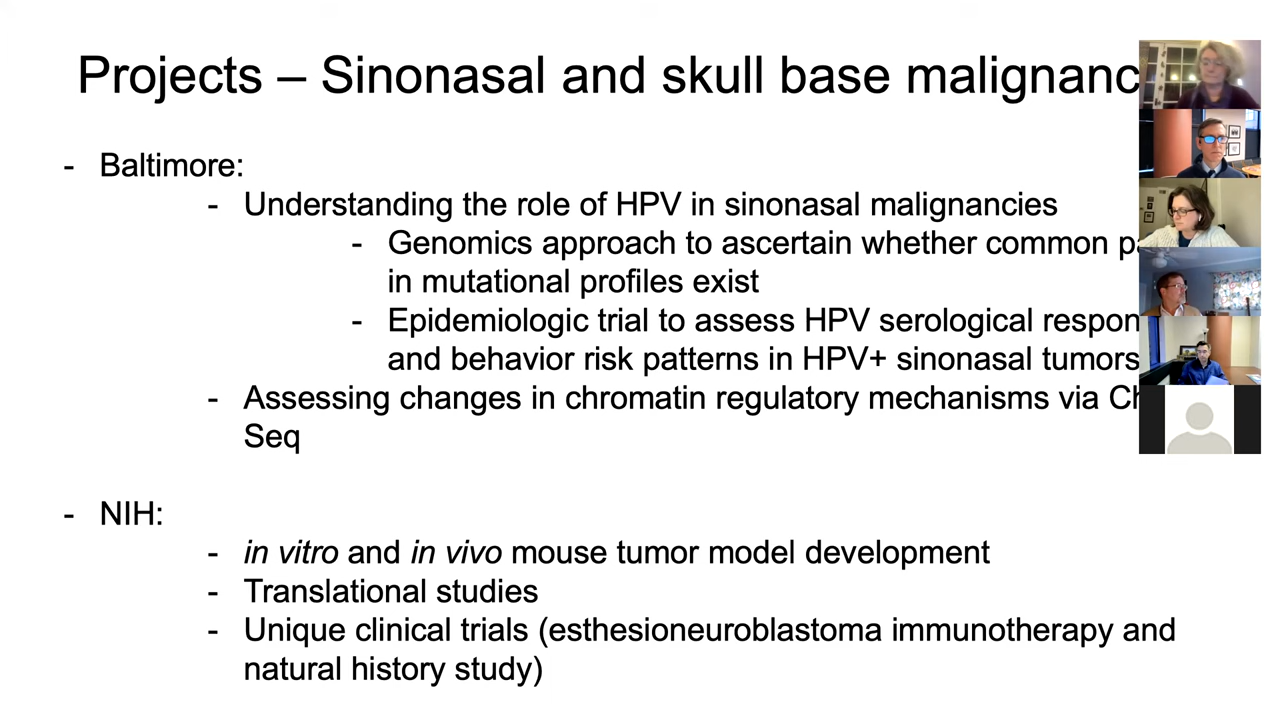 Projects – Sinonasal and skull base malignanc
- Baltimore:
- Understanding the role of HPV in sinonasal malignancies
- Genomics approach to ascertain whether common
in mutational profiles exist
- Epidemiologic trial to assess HPV serological respon
and behavior risk patterns in HPV+ sinonasal tumors
- Assessing changes in chromatin regulatory mechanisms via
Seq
- NIH:
- in vitro and in vivo mouse tumor model development
- Translational studies
- Unique clinical trials (esthesioneuroblastoma immunotherapy and
natural history study)